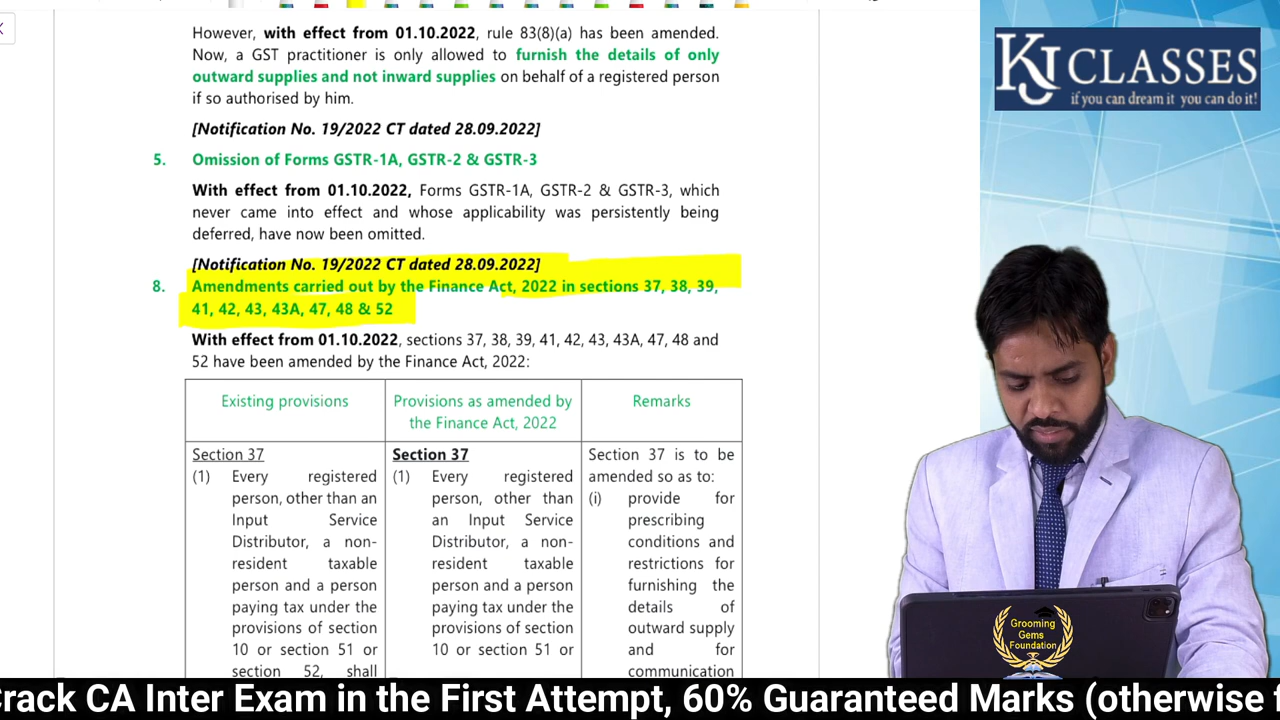 However, with effect from 01.10.2022, rule 83(8)(a) has been amended.
Now, a GST practitioner is only allowed to furnish the details of only
outward supplies and not inward supplies on behalf of a registered person
if so authorised by him.
[Notification No. 19/2022 CT dated 28.09.2022]
5. Omission of Forms GSTR-1A, GSTR-2 & GSTR-3
With effect from 01.10.2022, Forms GSTR-1A, GSTR-2 & GSTR-3, which
never came into effect and whose applicability was persistently being
deferred, have now been omitted.
[Notification No. 19/2022 CT dated 28.09.2022]
8. Amendments carried out by the Finance Act, 2022 in sections 37, 38, 39,
41, 42, 43, 43A, 47, 48 & 52
With effect from 01.10.2022, sections 37, 38, 39, 41, 42, 43, 43A, 47, 48 and
52 have been amended by the Finance Act, 2022:
Existing provisions
Provisions as amended by
the Finance Act, 2022
Remarks
Section 37
(1) Every registered
person, other than an
Input Service
Distributor, a non-
resident taxable
person and a person
paying tax under the
provisions of section
10 or section 51 or
section 52, shall
Section 37
(1) Every registered
person, other than
an Input Service
Distributor, a non-
resident taxable
person and a person
paying tax under the
provisions of section
10 or section 51 or
Section 37 is to be
amended so as to:
(i) provide for
prescribing
conditions and
restrictions for
furnishing the
details of
outward supply
and for
communication
KJ CLASSES
if you can dream it you can do it!
Grooming
Gems
Foundation
Crack CA Inter Exam in the First Attempt, 60% Guaranteed Marks (otherwise